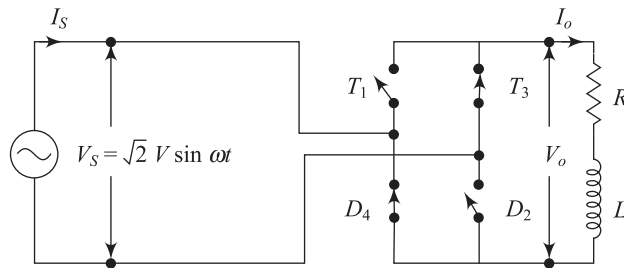 I_S
I_o
T_1
T_3
R
V_S = √2 V sin ωt
V_o
D_4
D_2
L